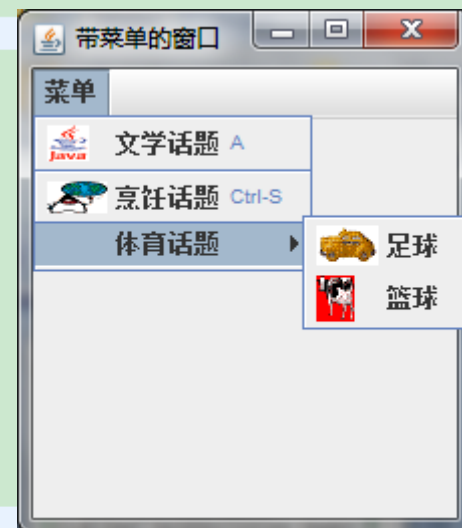 带菜单的窗口
菜单
Java
文学话题 A
烹饪话题 Ctrl-S
体育话题
足球
篮球